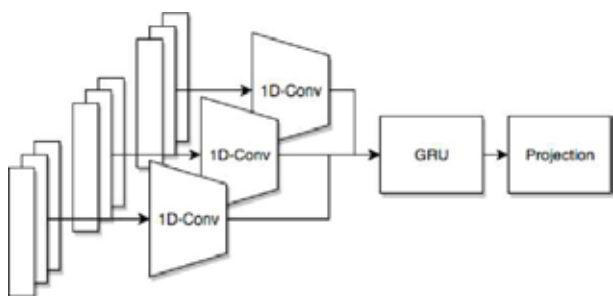 1D-Conv
1D-Conv
1D-Conv
GRU
Projection